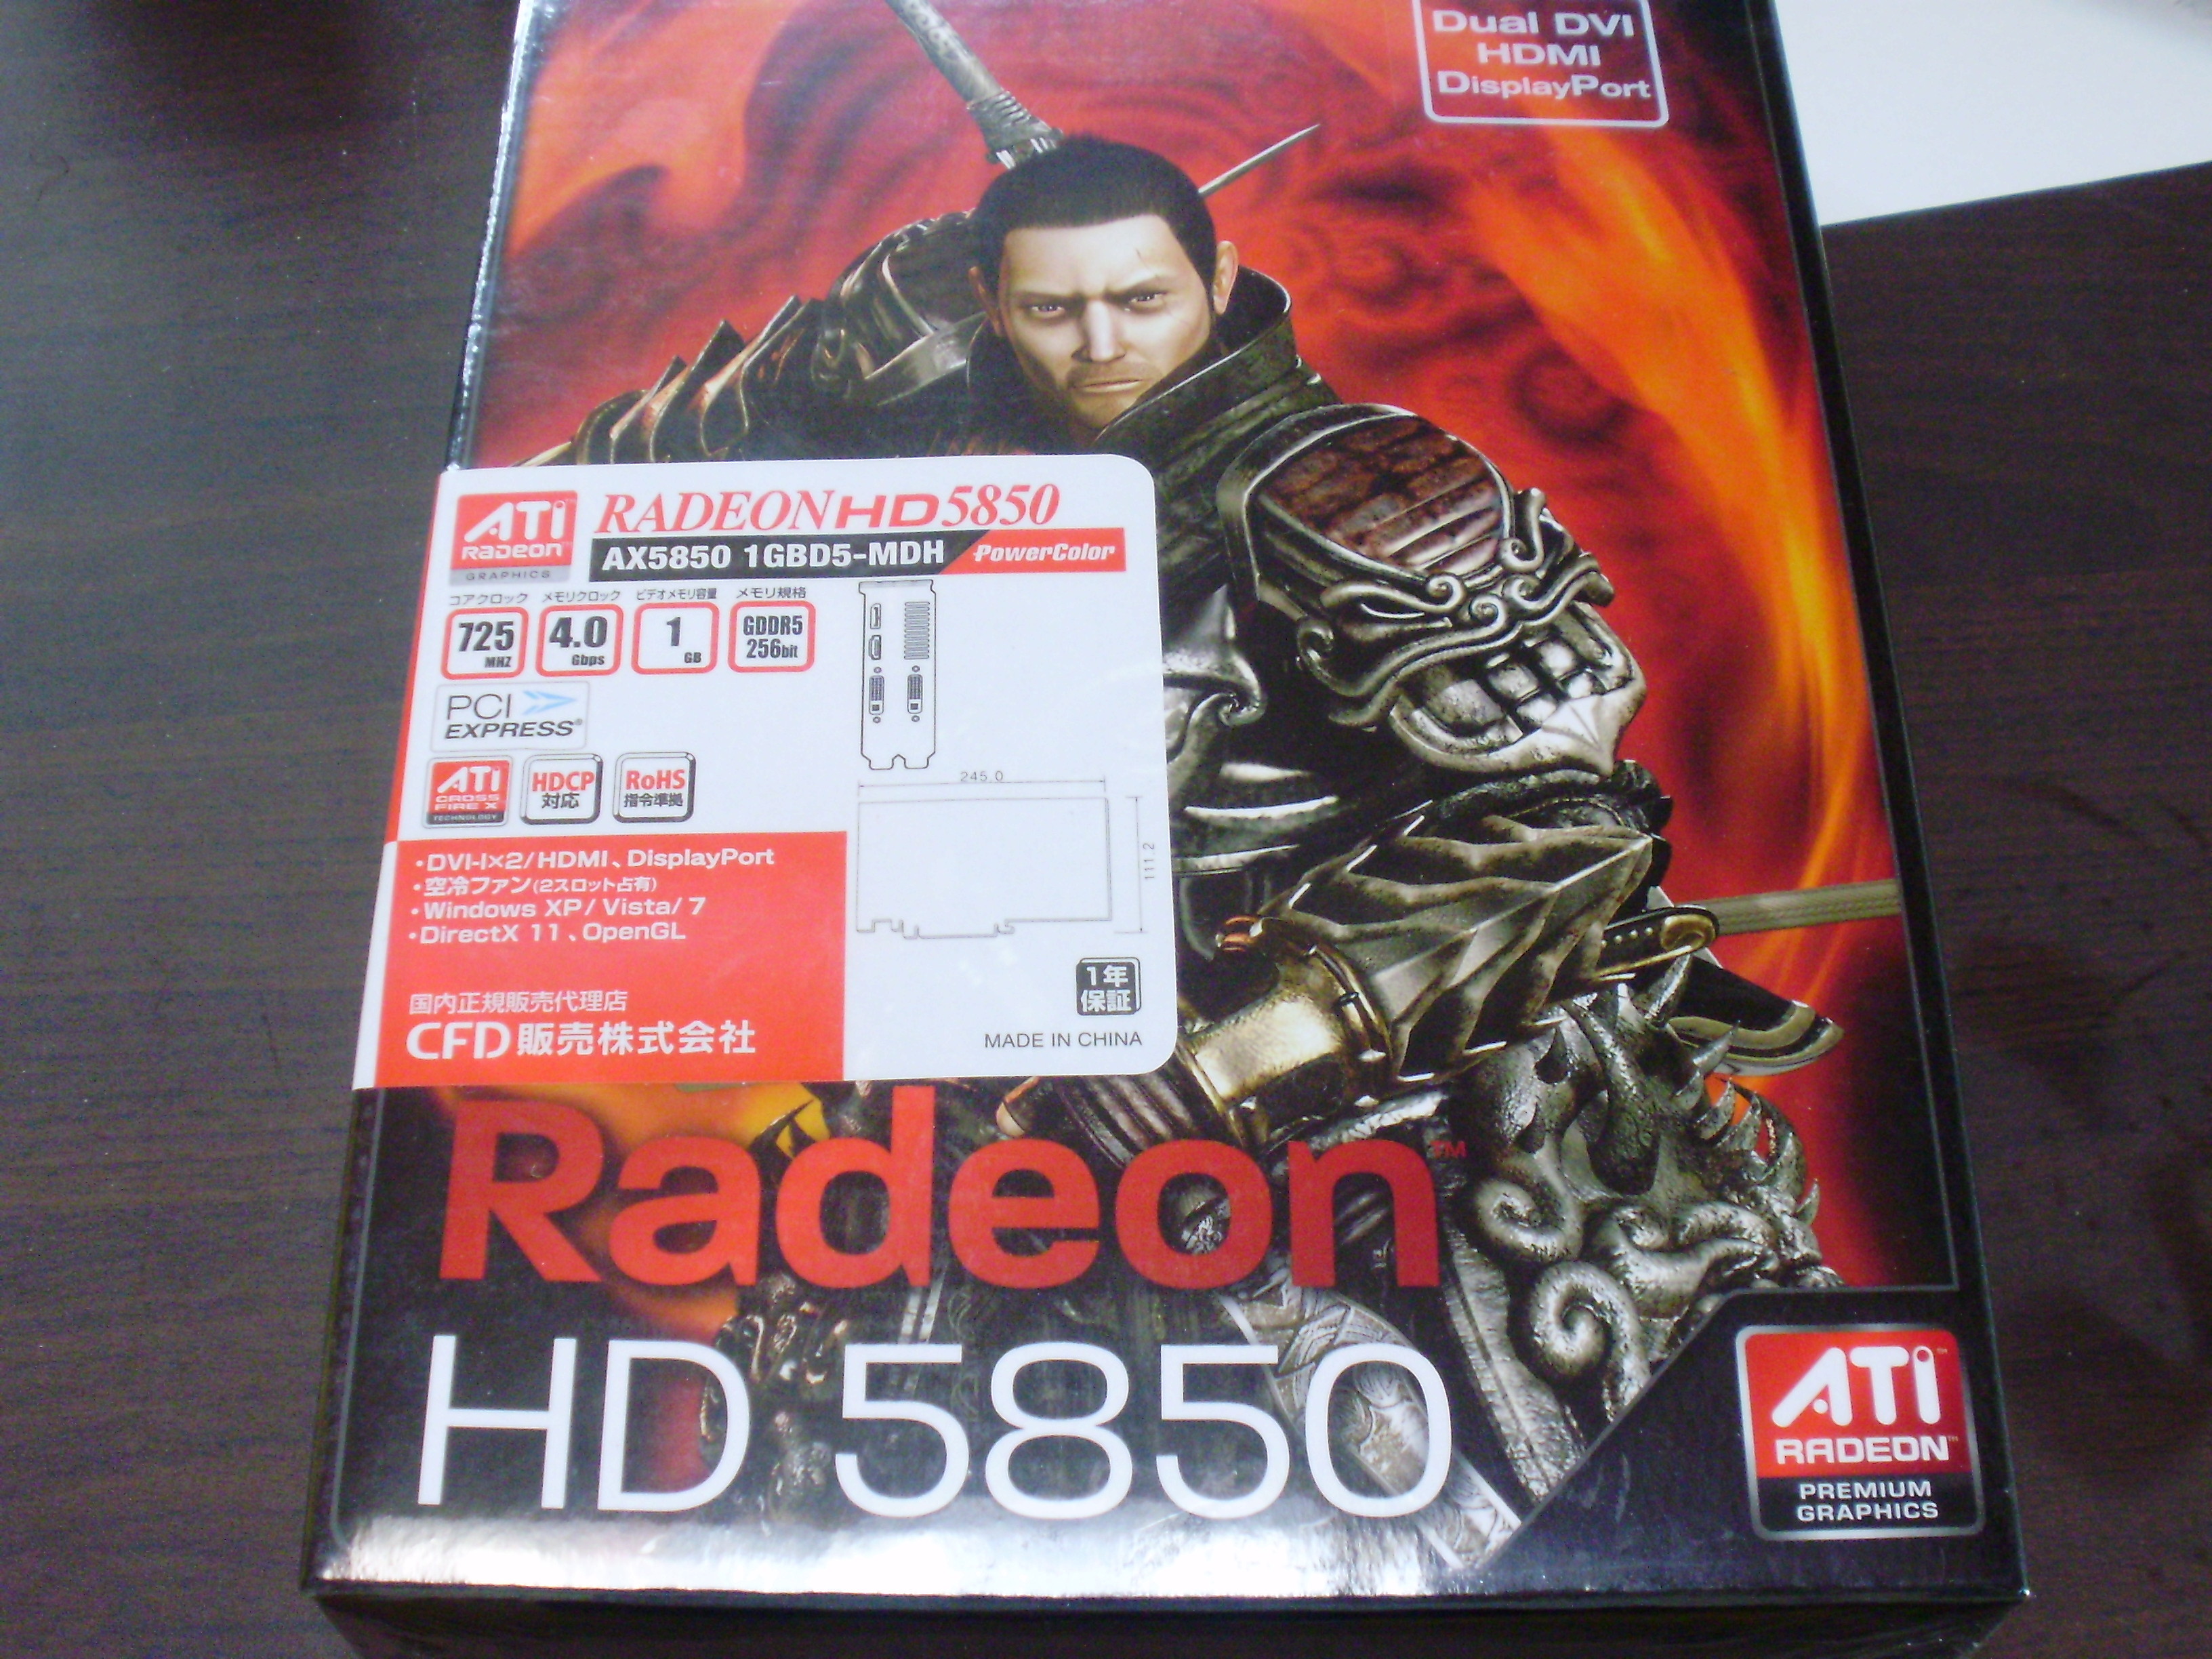 Dual DVI
HDMI
DisplayPort
ATI
RADEON HD 5850
Radeon™
AX5850 1GBD5-MDH
PowerColor
GRAPHICS
コアクロック メモリクロック ビデオメモリ容量 メモリ規格
725 4.0 1 GDDR5
MHZ Gbps GB 256bit
PCI
EXPRESS®
245.0
ATI HDCP RoHS
CROSS 対応 指令準拠
FIRE X
TECHNOLOGY
111.2
・DVI-I×2/HDMI、DisplayPort
・空冷ファン(2スロット占有)
・Windows XP/Vista/7
・DirectX 11、OpenGL
1年
保証
国内正規販売代理店
CFD販売株式会社
MADE IN CHINA
Radeon™
HD 5850
ATI™
RADEON™
PREMIUM
GRAPHICS